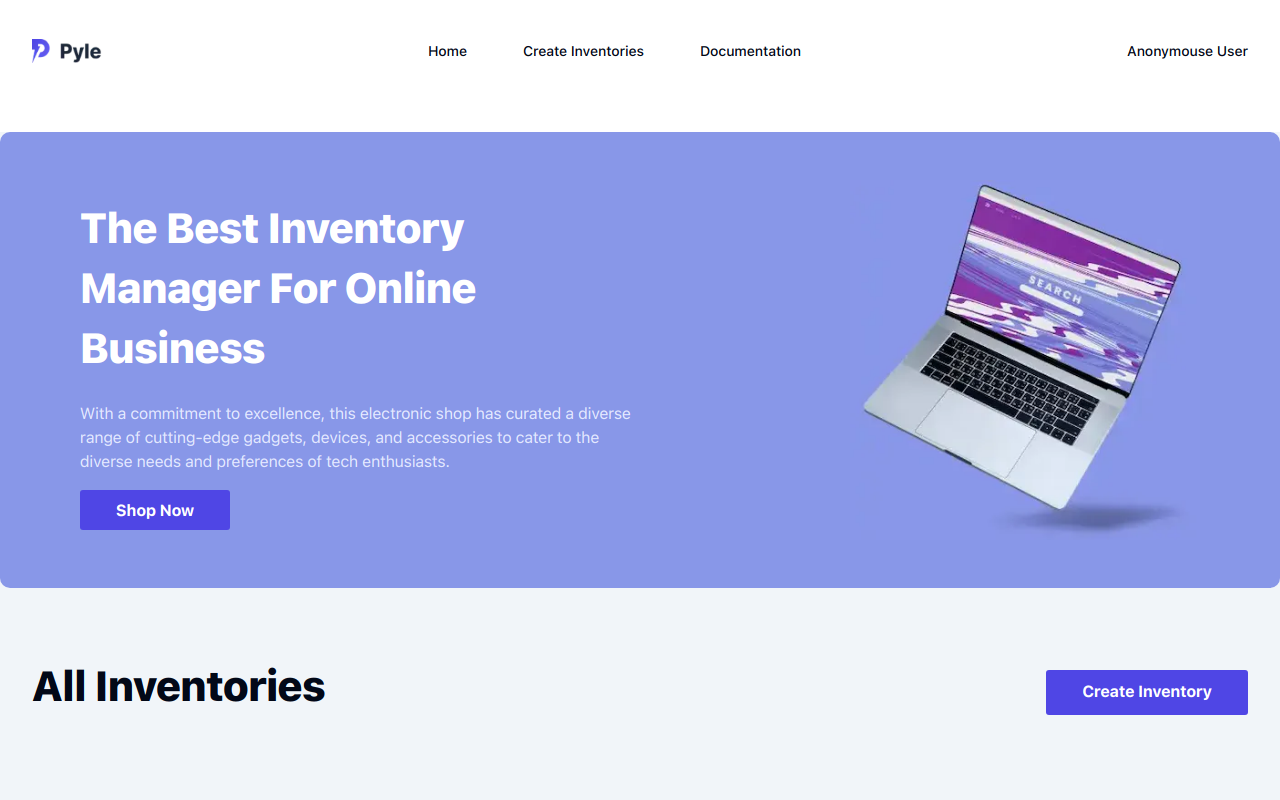 Pyle
Home
Create Inventories
Documentation
Anonymouse User
The Best Inventory
Manager For Online
Business
With a commitment to excellence, this electronic shop has curated a diverse
range of cutting-edge gadgets, devices, and accessories to cater to the
diverse needs and preferences of tech enthusiasts.
Shop Now
SEARCH
All Inventories
Create Inventory